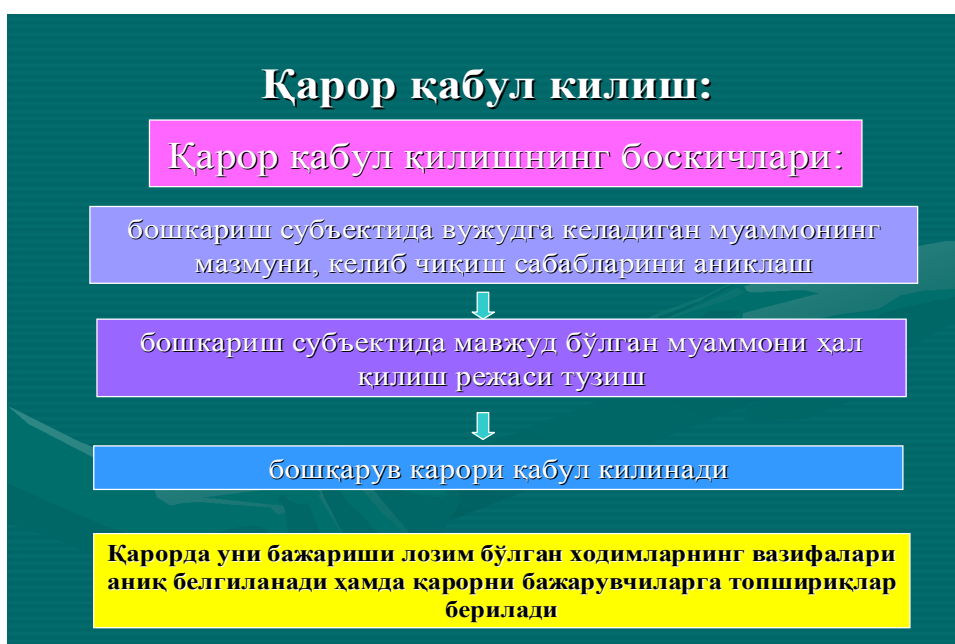 Қарор қабул килиш:
Қарор қабул қилишнинг боскичлари:
бошкариш субъектида вужудга келадиган муаммонинг
мазмуни, келиб чиқиш сабабларини аниклаш
бошкариш субъектида мавжуд бўлган муаммони ҳал
қилиш режаси тузиш
бошқарув карори қабул килинади
Қарорда уни бажариши лозим бўлган ходимларнинг вазифалари
аниқ белгиланади ҳамда қарорни бажарувчиларга топшириқлар
берилади